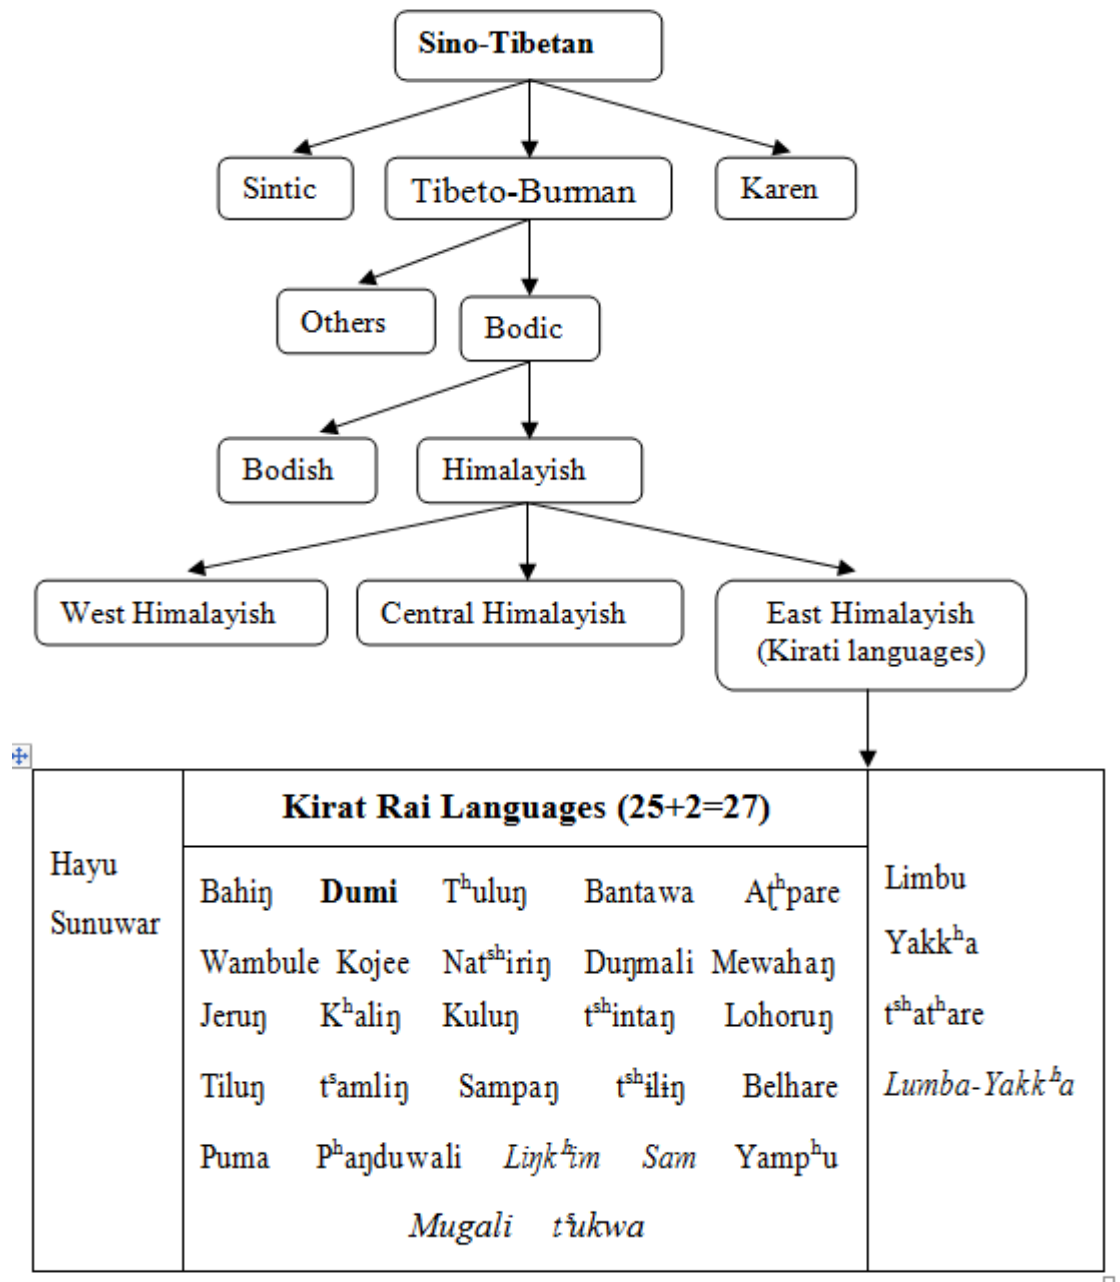 Sino-Tibetan
Sintic Tibeto-Burman Karen
Others Bodic
Bodish Himalayish
West Himalayish Central Himalayish East Himalayish
(Kirati languages)
Kirat Rai Languages (25+2=27)
Hayu
Sunuwar
Bahiŋ Dumi Tʰuluŋ Bantawa Aʈʰpare
Wambule Kojee Natˢʰiriŋ Duŋmali Mewahaŋ
Jeruŋ Kʰaliŋ Kuluŋ tˢʰintaŋ Lohoruŋ
Tiluŋ tˢamliŋ Sampaŋ tˢʰɨlɨŋ Belhare
Puma Pʰaŋduwali Liŋkʰim Sam Yampʰu
Mugali tˢukwa
Limbu
Yakkʰa
tˢʰatʰare
Lumba-Yakkʰa